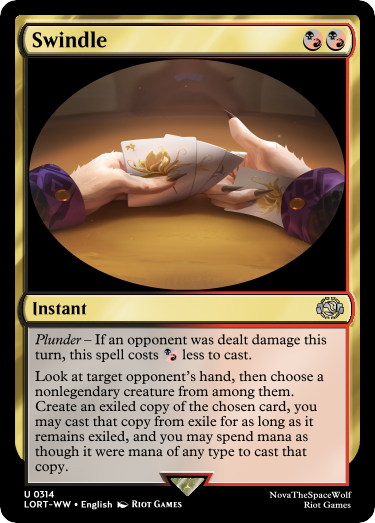 Swindle
Instant
Plunder – If an opponent was dealt damage this
turn, this spell costs less to cast.
Look at target opponent's hand, then choose a
nonlegendary creature from among them.
Create an exiled copy of the chosen card, you
may cast that copy from exile for as long as it
remains exiled, and you may spend mana as
though it were mana of any type to cast that
copy.
U 0314
NovaTheSpaceWolf
LORT-WW • English RIOT GAMES
Riot Games